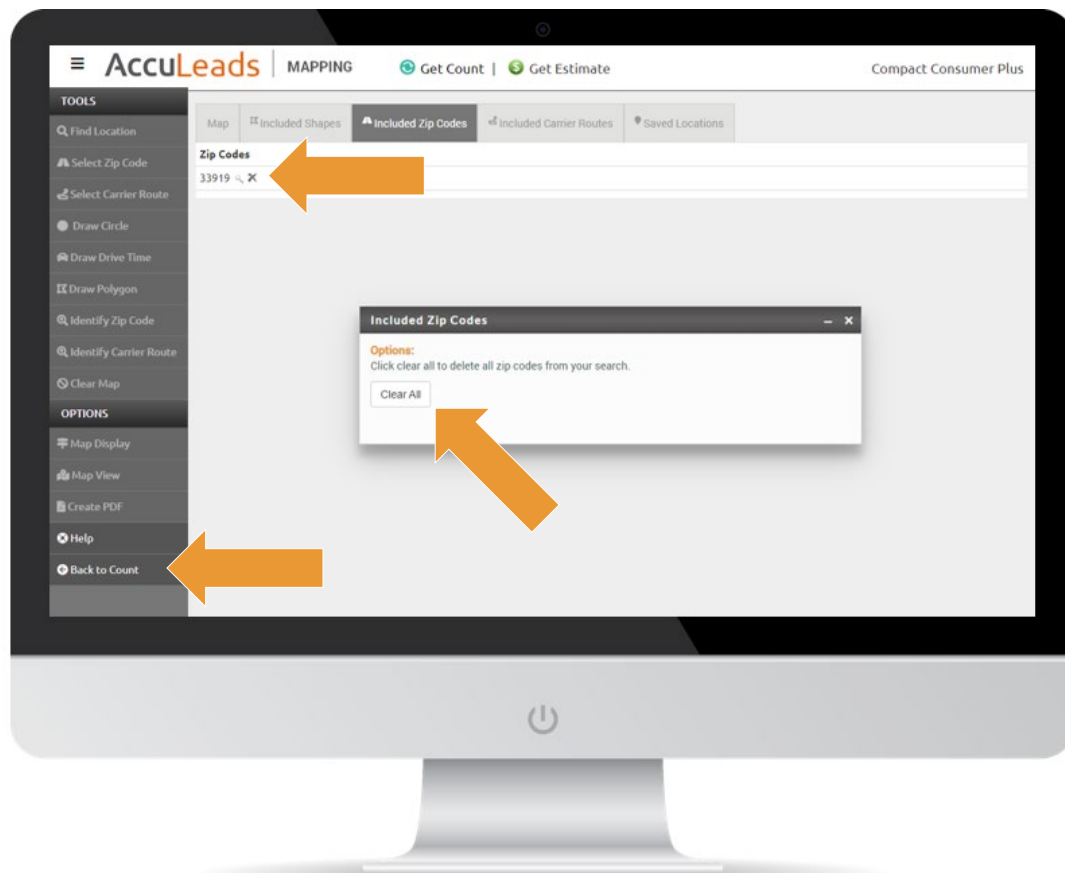 AccuLeads MAPPING Get Count | Get Estimate Compact Consumer Plus
TOOLS
Find Location
Select Zip Code
Select Carrier Route
Draw Circle
Draw Drive Time
Draw Polygon
Identify Zip Code
Identify Carrier Route
Clear Map
OPTIONS
Map Display
Map View
Create PDF
Help
Back to Count
Map Included Shapes Included Zip Codes Included Carrier Routes Saved Locations
Zip Codes
33919
Included Zip Codes
Options:
Click clear all to delete all zip codes from your search.
Clear All